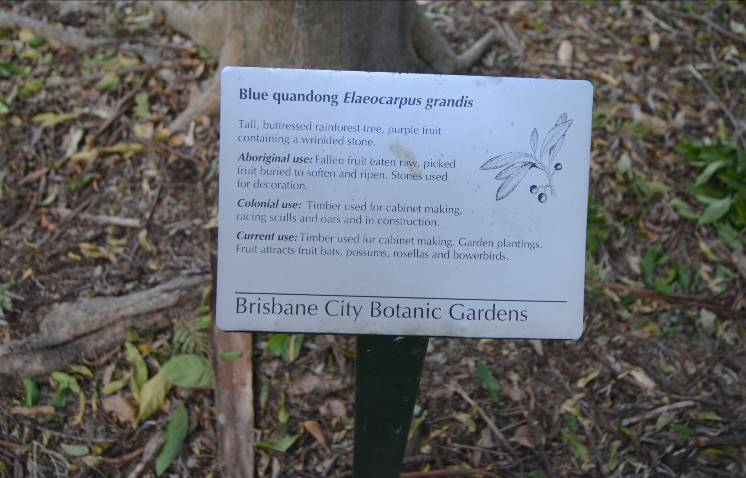 Blue quandong Elaeocarpus grandis
Tall, buttressed rainforest tree, purple fruit
containing a wrinkled stone.
Aboriginal use: Fallen fruit eaten raw, picked
fruit buried to soften and ripen. Stones used
for decoration.
Colonial use: Timber used for cabinet making,
racing sculls and oars and in construction.
Current use: Timber used for cabinet making. Garden plantings.
Fruit attracts fruit bats, possums, rosellas and bowerbirds.
Brisbane City Botanic Gardens